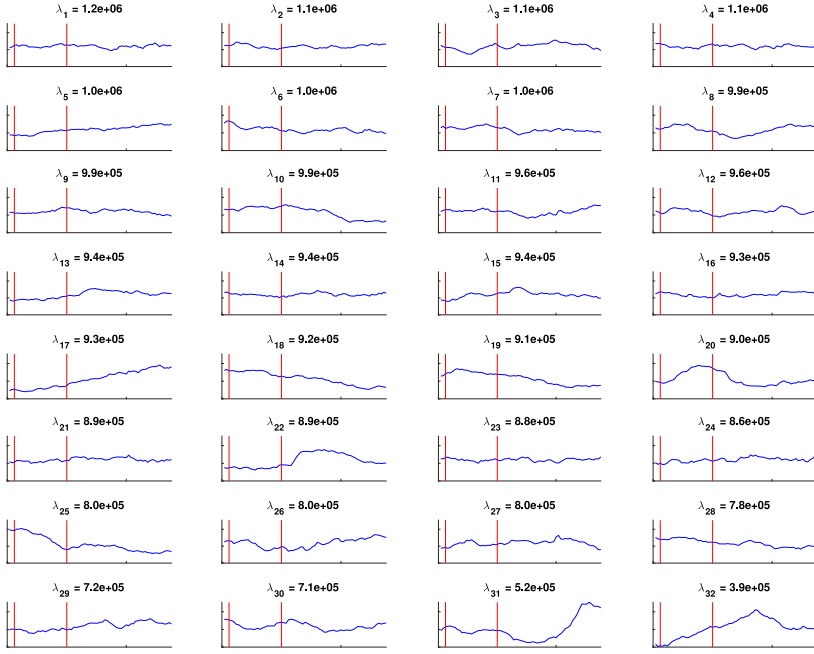 λ1 = 1.2e+06 λ2 = 1.1e+06 λ3 = 1.1e+06 λ4 = 1.1e+06
λ5 = 1.0e+06 λ6 = 1.0e+06 λ7 = 1.0e+06 λ8 = 9.9e+05
λ9 = 9.9e+05 λ10 = 9.9e+05 λ11 = 9.6e+05 λ12 = 9.6e+05
λ13 = 9.4e+05 λ14 = 9.4e+05 λ15 = 9.4e+05 λ16 = 9.3e+05
λ17 = 9.3e+05 λ18 = 9.2e+05 λ19 = 9.1e+05 λ20 = 9.0e+05
λ21 = 8.9e+05 λ22 = 8.9e+05 λ23 = 8.8e+05 λ24 = 8.6e+05
λ25 = 8.0e+05 λ26 = 8.0e+05 λ27 = 8.0e+05 λ28 = 7.8e+05
λ29 = 7.2e+05 λ30 = 7.1e+05 λ31 = 5.2e+05 λ32 = 3.9e+05